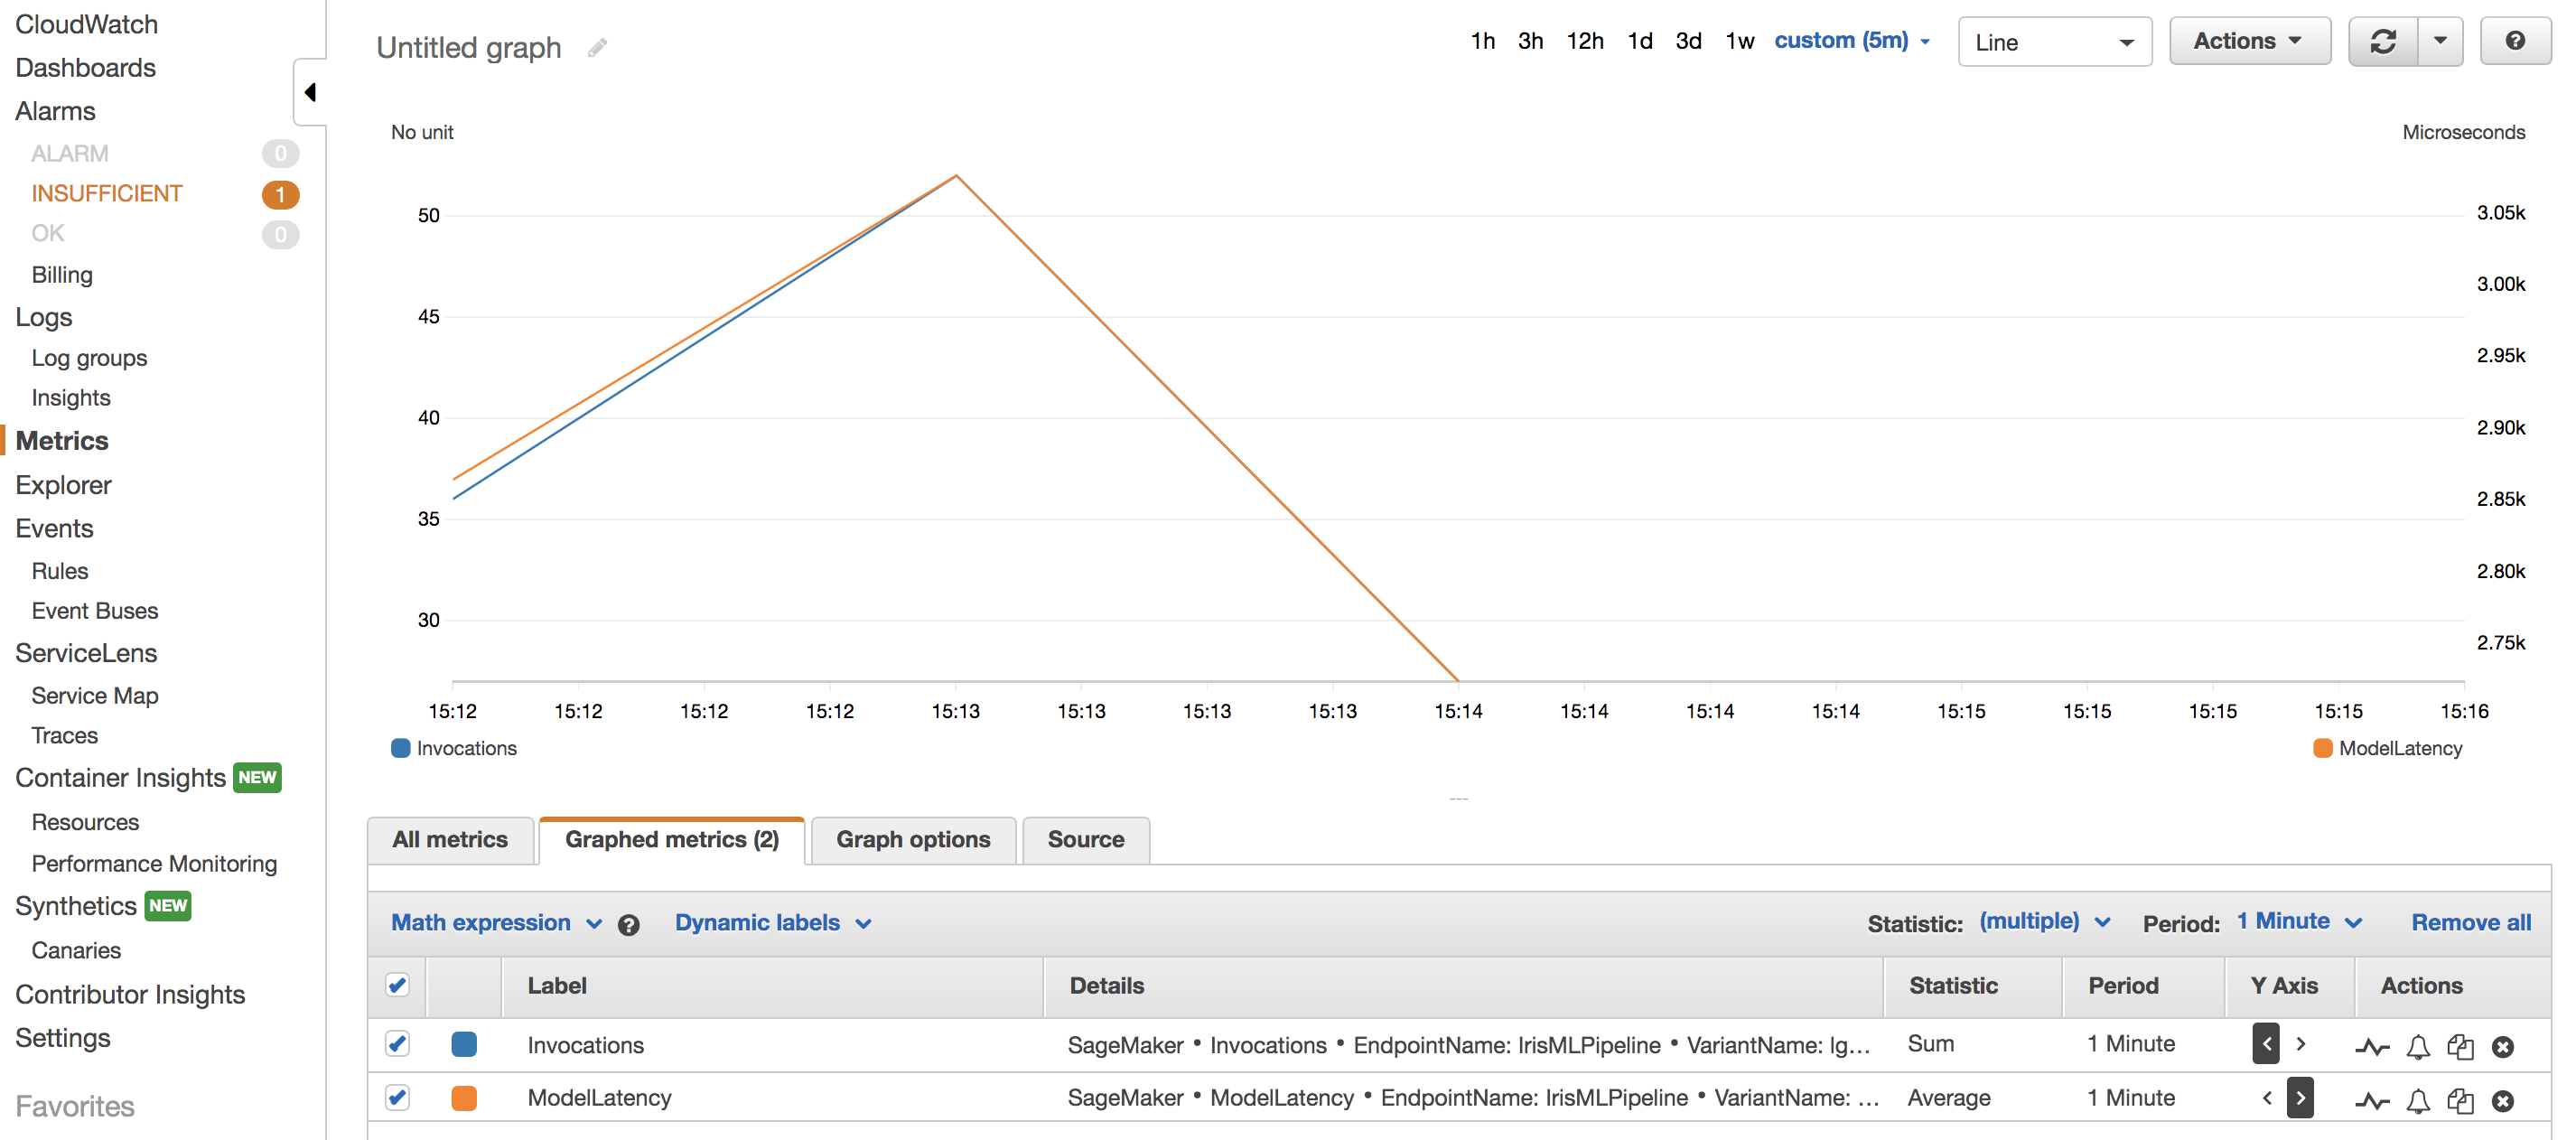 CloudWatch
Dashboards
Alarms
ALARM 0
INSUFFICIENT 1
OK 0
Billing
Logs
Log groups
Insights
Metrics
Explorer
Events
Rules
Event Buses
ServiceLens
Service Map
Traces
Container Insights NEW
Resources
Performance Monitoring
Synthetics NEW
Canaries
Contributor Insights
Settings
Favorites
Untitled graph
1h 3h 12h 1d 3d 1w custom (5m) Line Actions ?
No unit Microseconds
50
45
40
35
30
3.05k
3.00k
2.95k
2.90k
2.85k
2.80k
2.75k
15:12 15:12 15:12 15:12 15:13 15:13 15:13 15:13 15:14 15:14 15:14 15:14 15:15 15:15 15:15 15:15 15:16
Invocations ModelLatency
All metrics Graphed metrics (2) Graph options Source
Math expression ? Dynamic labels Statistic: (multiple) Period: 1 Minute Remove all
Label Details Statistic Period Y Axis Actions
Invocations SageMaker • Invocations • EndpointName: IrisMLPipeline • VariantName: lg... Sum 1 Minute < >
ModelLatency SageMaker • ModelLatency • EndpointName: IrisMLPipeline • VariantName: ... Average 1 Minute < >